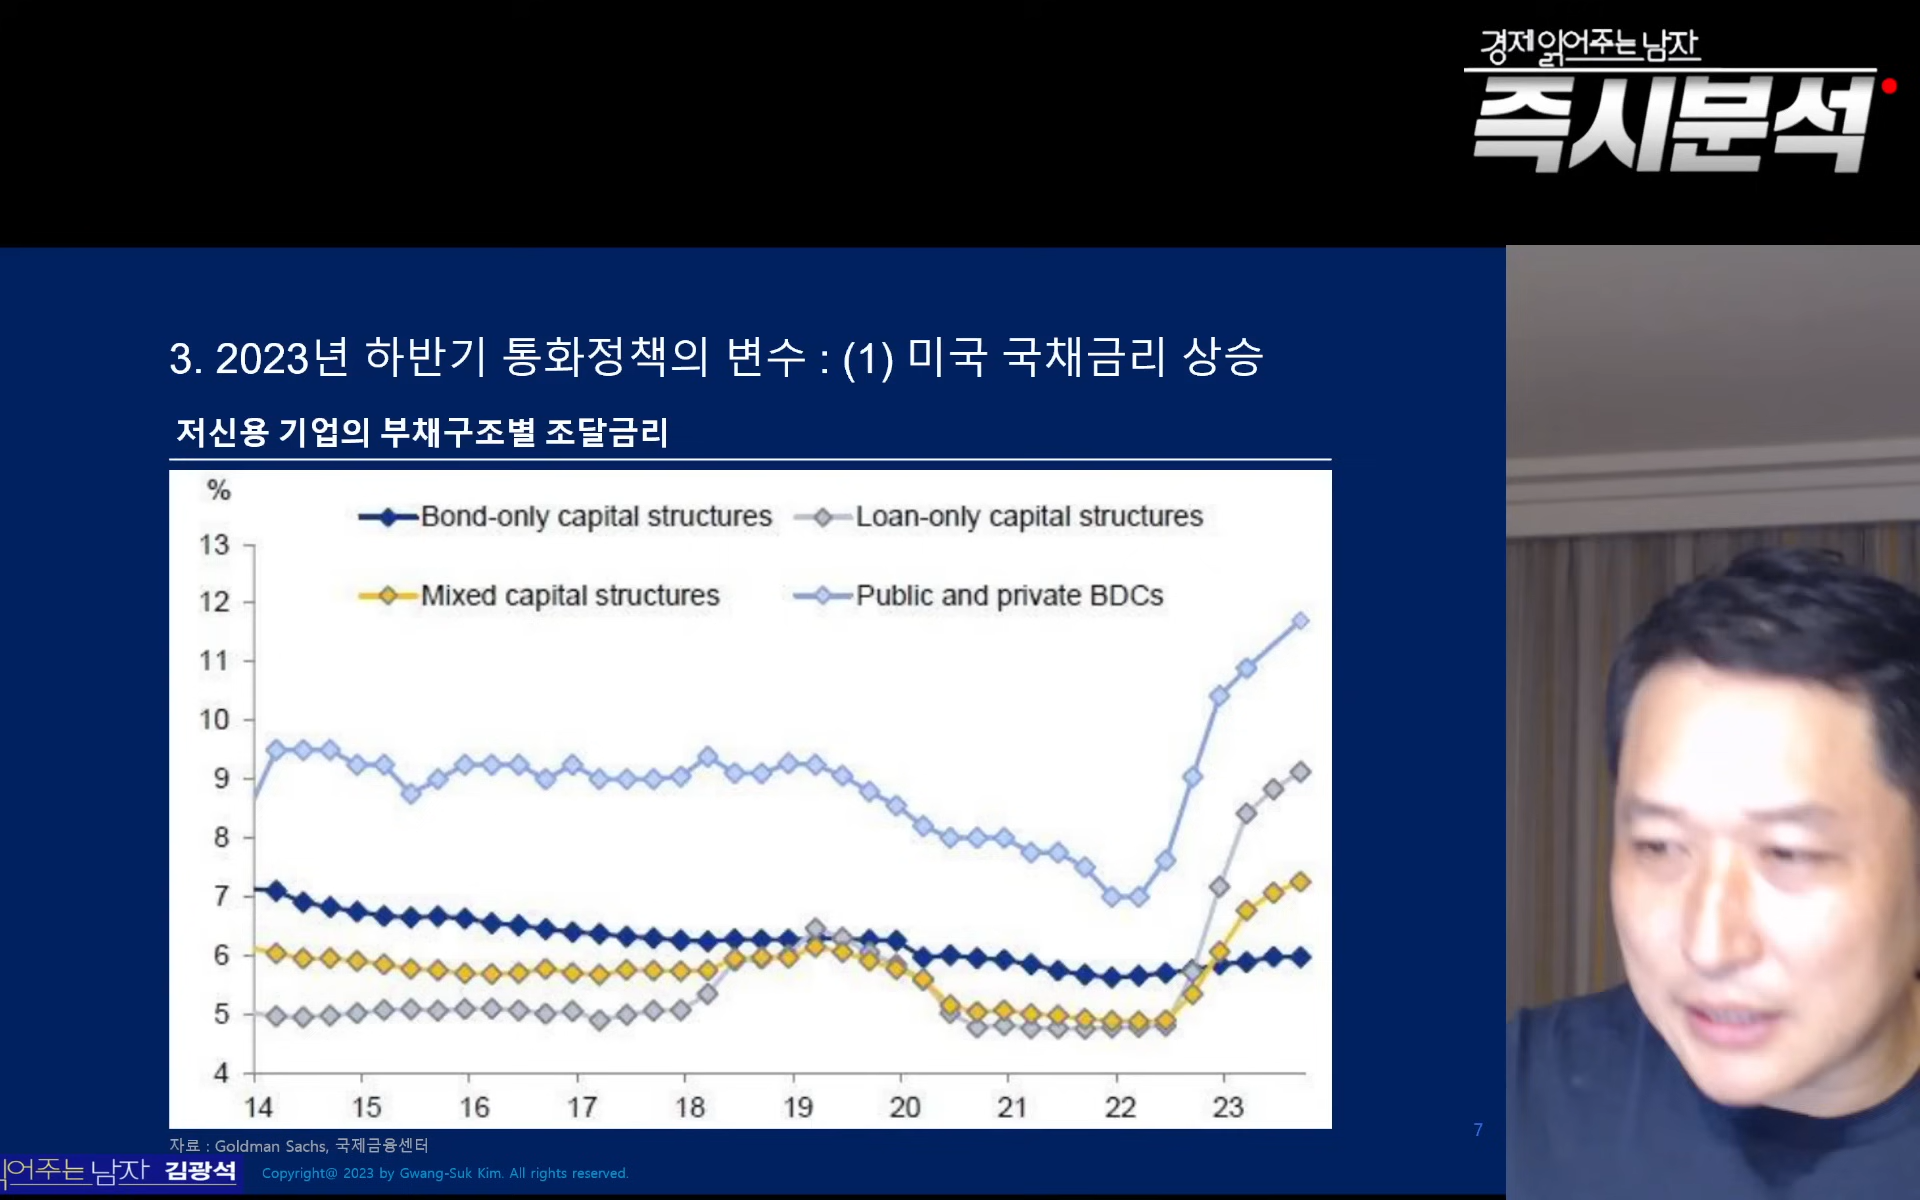 경제읽어주는남자
즉시분석
3. 2023년 하반기 통화정책의 변수 : (1) 미국 국채금리 상승
저신용 기업의 부채구조별 조달금리
%
Bond-only capital structures
Loan-only capital structures
Mixed capital structures
Public and private BDCs
13
12
11
10
9
8
7
6
5
4
14 15 16 17 18 19 20 21 22 23
자료 : Goldman Sachs, 국제금융센터
7
어주는남자 김광석
Copyright@ 2023 by Gwang-Suk Kim. All rights reserved.